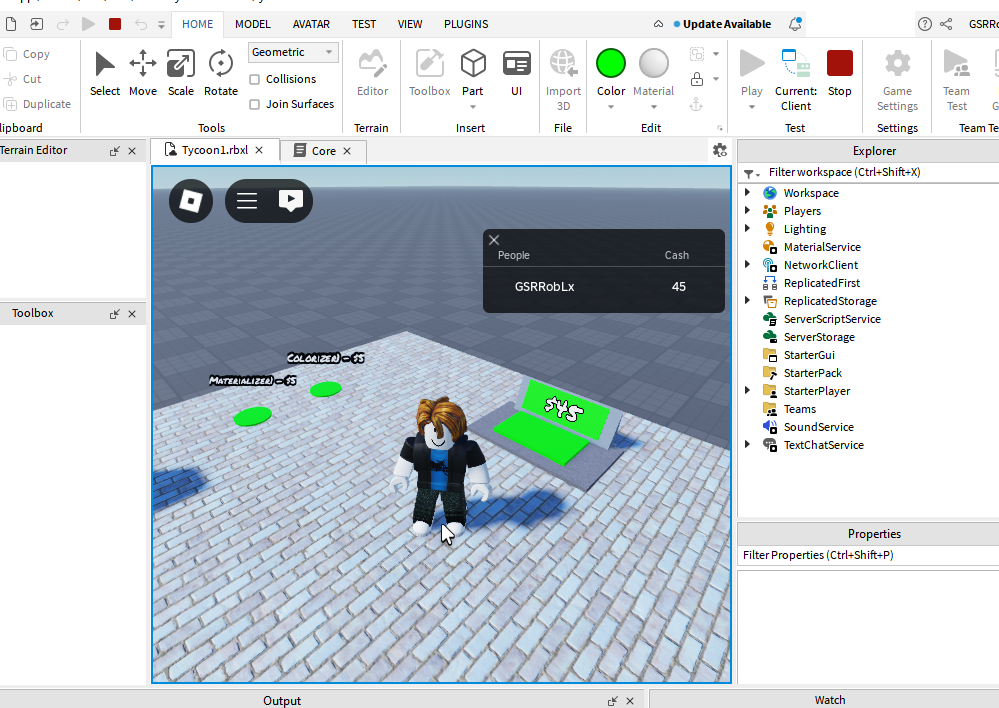 HOME MODEL AVATAR TEST VIEW PLUGINS Update Available GSRRo
Copy
Cut
Duplicate
lipboard
Select Move Scale Rotate
Geometric
Collisions
Join Surfaces
Tools
Editor
Terrain
Toolbox Part UI
Insert
Import
3D
File
Color Material
Edit
Play Current:
Client Stop
Test
Game
Settings
Settings
Team
Test
Team Te
Terrain Editor
Toolbox
Tycoon1.rbxl Core
People Cash
GSRRobLx 45
Colorizer) - $5
Materializer) - $5
$45
Explorer
Filter workspace (Ctrl+Shift+X)
Workspace
Players
Lighting
MaterialService
NetworkClient
ReplicatedFirst
ReplicatedStorage
ServerScriptService
ServerStorage
StarterGui
StarterPack
StarterPlayer
Teams
SoundService
TextChatService
Properties
Filter Properties (Ctrl+Shift+P)
Output
Watch